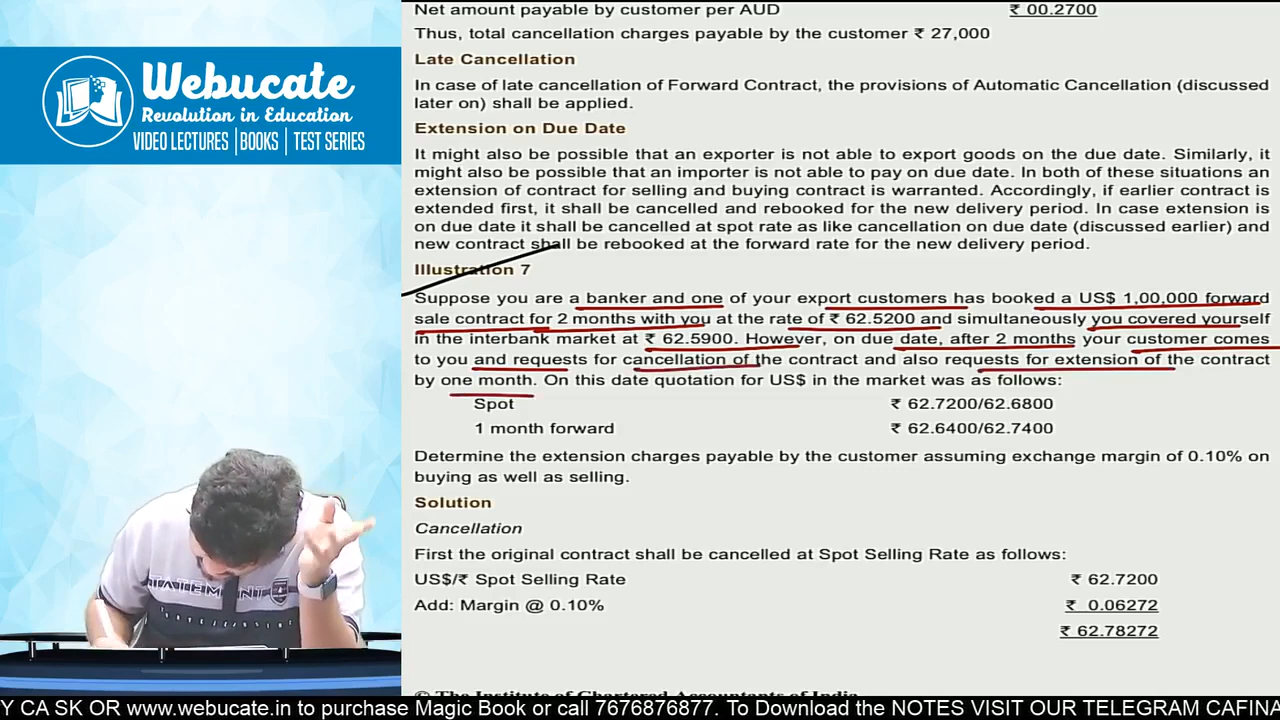 Net amount payable by customer per AUD ₹ 00.2700
Thus, total cancellation charges payable by the customer ₹ 27,000
Late Cancellation
In case of late cancellation of Forward Contract, the provisions of Automatic Cancellation (discussed
later on) shall be applied.
Extension on Due Date
It might also be possible that an exporter is not able to export goods on the due date. Similarly, it
might also be possible that an importer is not able to pay on due date. In both of these situations an
extension of contract for selling and buying contract is warranted. Accordingly, if earlier contract is
extended first, it shall be cancelled and rebooked for the new delivery period. In case extension is
on due date it shall be cancelled at spot rate as like cancellation on due date (discussed earlier) and
new contract shall be rebooked at the forward rate for the new delivery period.
Illustration 7
Suppose you are a banker and one of your export customers has booked a US$ 1,00,000 forward
sale contract for 2 months with you at the rate of ₹ 62.5200 and simultaneously you covered yourself
in the interbank market at ₹ 62.5900. However, on due date, after 2 months your customer comes
to you and requests for cancellation of the contract and also requests for extension of the contract
by one month. On this date quotation for US$ in the market was as follows:
Spot ₹ 62.7200/62.6800
1 month forward ₹ 62.6400/62.7400
Determine the extension charges payable by the customer assuming exchange margin of 0.10% on
buying as well as selling.
Solution
Cancellation
First the original contract shall be cancelled at Spot Selling Rate as follows:
US$/₹ Spot Selling Rate ₹ 62.7200
Add: Margin @ 0.10% ₹ 0.06272
₹ 62.78272
© The Institute of Chartered Accountants of India
Webucate
Revolution in Education
VIDEO LECTURES | BOOKS | TEST SERIES
TATEMENT
Y CA SK OR www.webucate.in to purchase Magic Book or call 7676876877. To Download the NOTES VISIT OUR TELEGRAM CAFINA